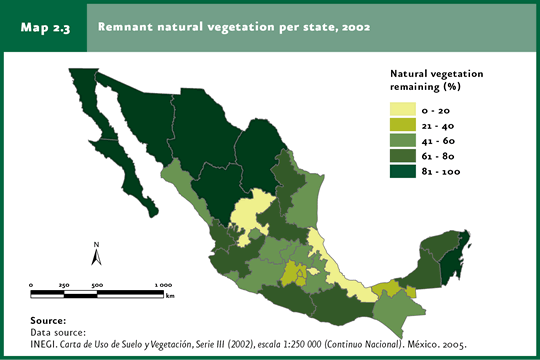 Map 2.3
Remnant natural vegetation per state, 2002
Natural vegetation
remaining (%)
0 - 20
21 - 40
41 - 60
61 - 80
81 - 100
N
0 250 500 1 000
km
Source:
Data source:
INEGI. Carta de Uso de Suelo y Vegetación, Serie III (2002), escala 1:250 000 (Continuo Nacional). México. 2005.